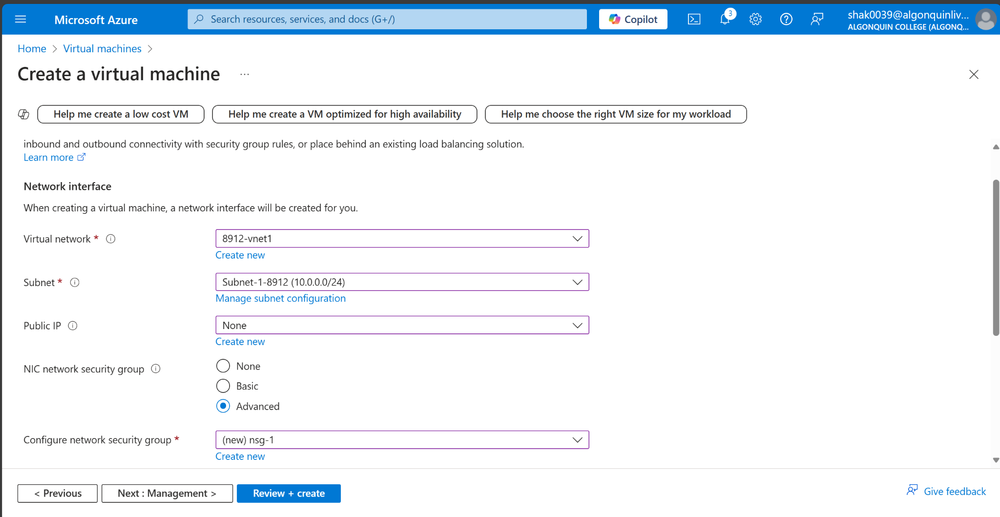 Microsoft Azure
Search resources, services, and docs (G+/)
Copilot
3
shak0039@algonquinliv...
ALGONQUIN COLLEGE (ALGONQ...
Home > Virtual machines >
Create a virtual machine ...
Help me create a low cost VM
Help me create a VM optimized for high availability
Help me choose the right VM size for my workload
inbound and outbound connectivity with security group rules, or place behind an existing load balancing solution.
Learn more
Network interface
When creating a virtual machine, a network interface will be created for you.
Virtual network *
8912-vnet1
Create new
Subnet *
Subnet-1-8912 (10.0.0.0/24)
Manage subnet configuration
Public IP
None
Create new
NIC network security group
None
Basic
Advanced
Configure network security group *
(new) nsg-1
Create new
< Previous
Next : Management >
Review + create
Give feedback